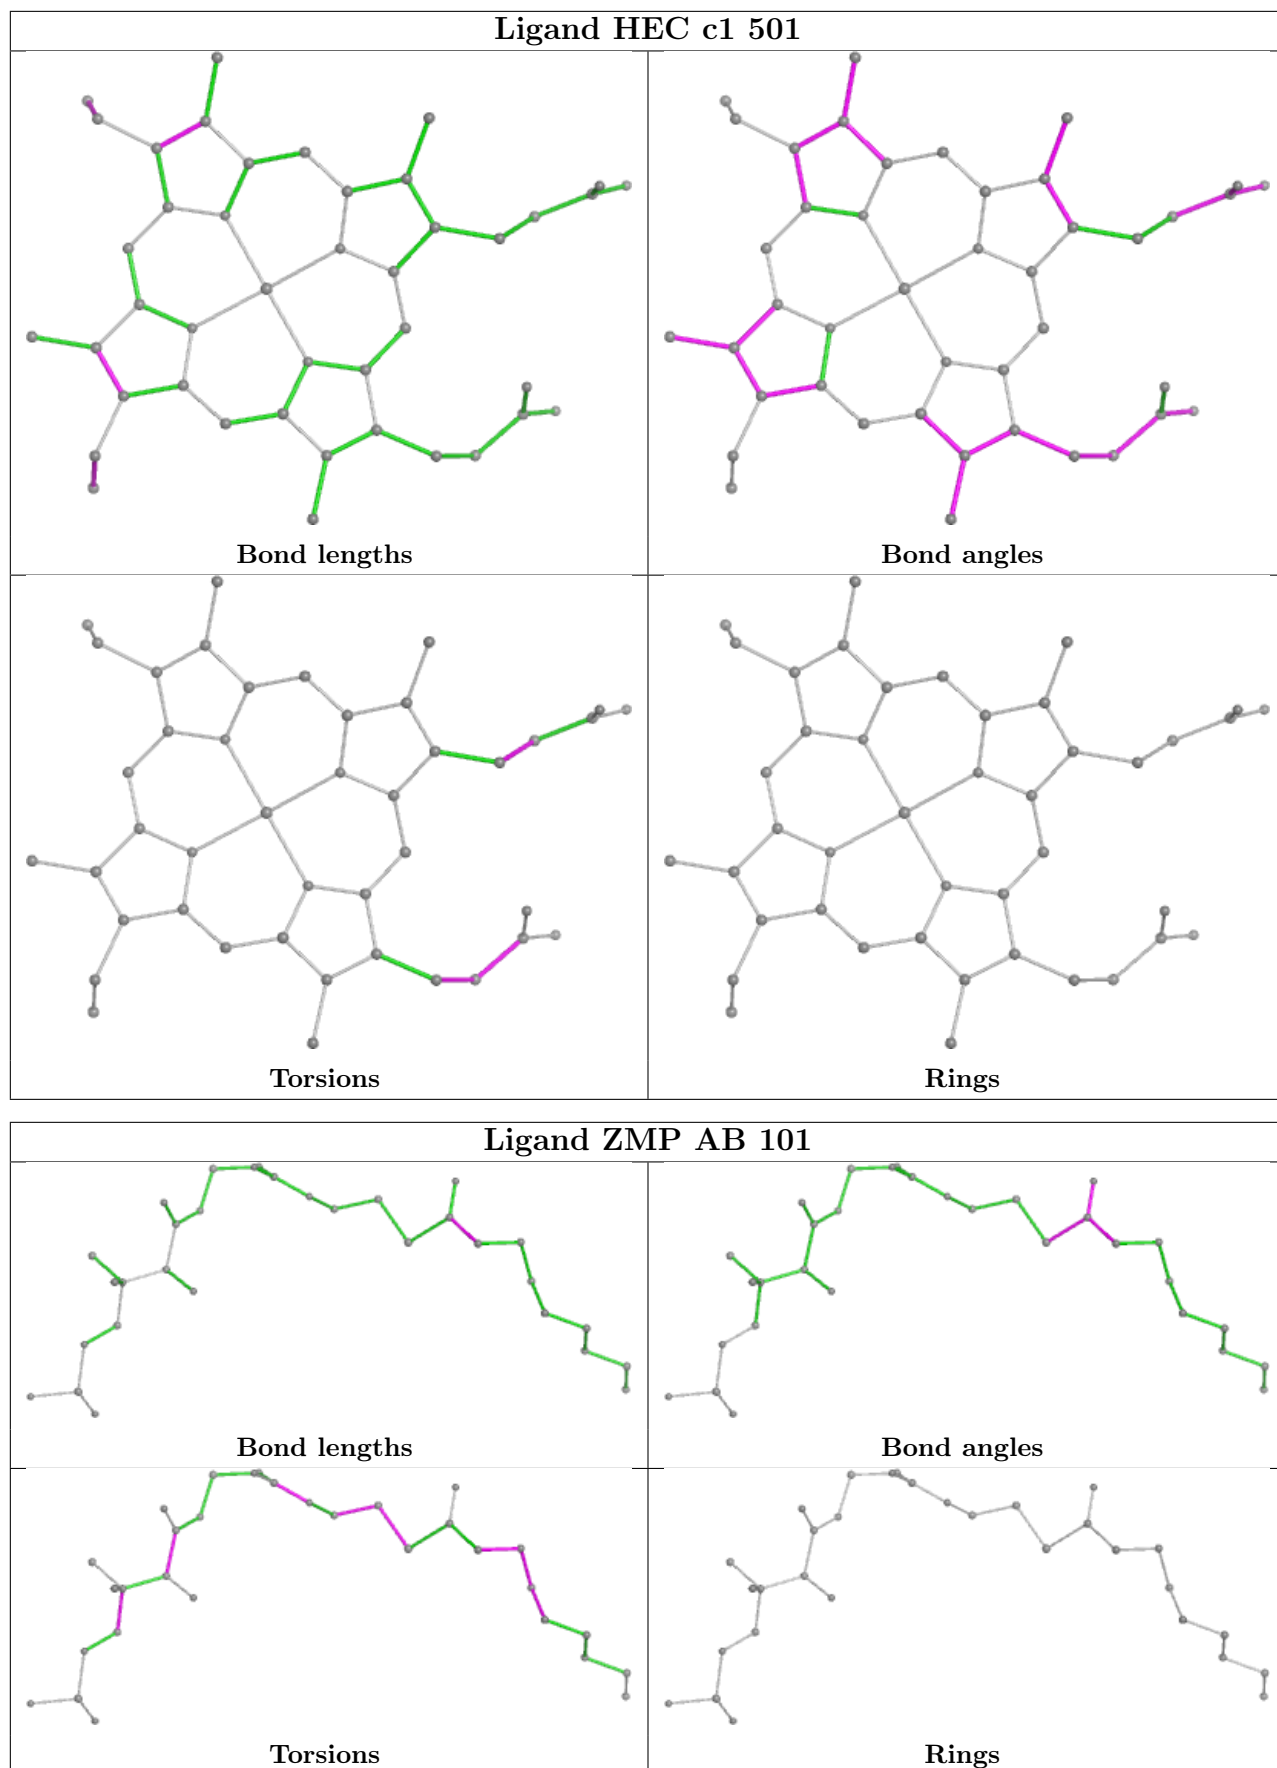 Ligand HEC c1 501
Bond lengths
Bond angles
Torsions
Rings
Ligand ZMP AB 101
Bond lengths
Bond angles
Torsions
Rings